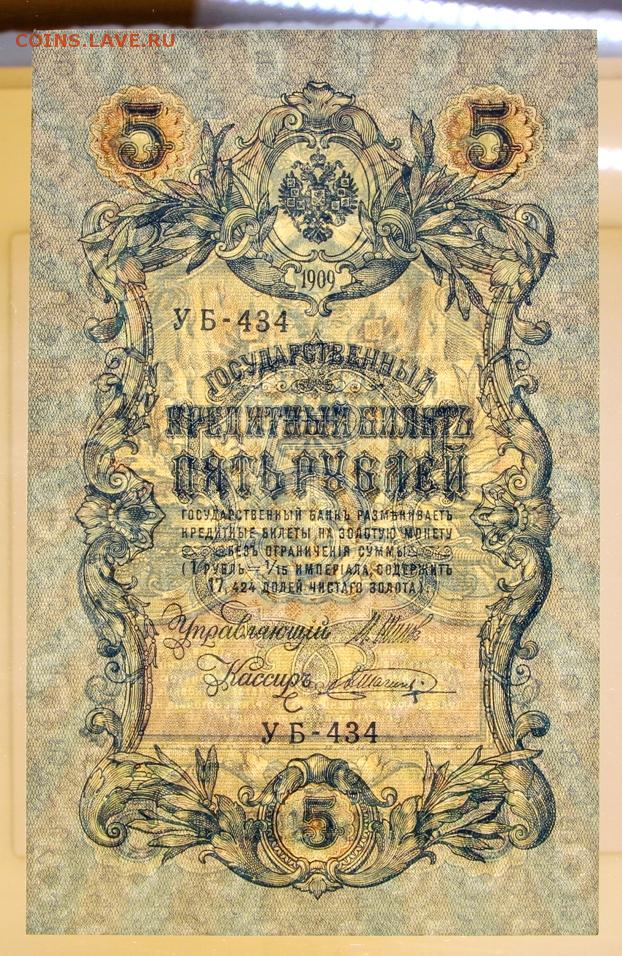 COINS.LAVE.RU
5 5
1909
УБ-434
ГОСУДАРСТВЕННЫЙ
КРЕДИТНЫЙ БИЛЕТЪ
ПЯТЬ РУБЛЕЙ
ГОСУДАРСТВЕННЫЙ БАНКЪ РАЗМѢНИВАЕТЪ
КРЕДИТНЫЕ БИЛЕТЫ НА ЗОЛОТУЮ МОНЕТУ
БЕЗЪ ОГРАНИЧЕНІЯ СУММЫ
(1 РУБЛЬ = 1/15 ИМПЕРІАЛА, СОДЕРЖИТЪ
17,424 ДОЛЕЙ ЧИСТАГО ЗОЛОТА).
Управляющій
Кассиръ
УБ-434
5